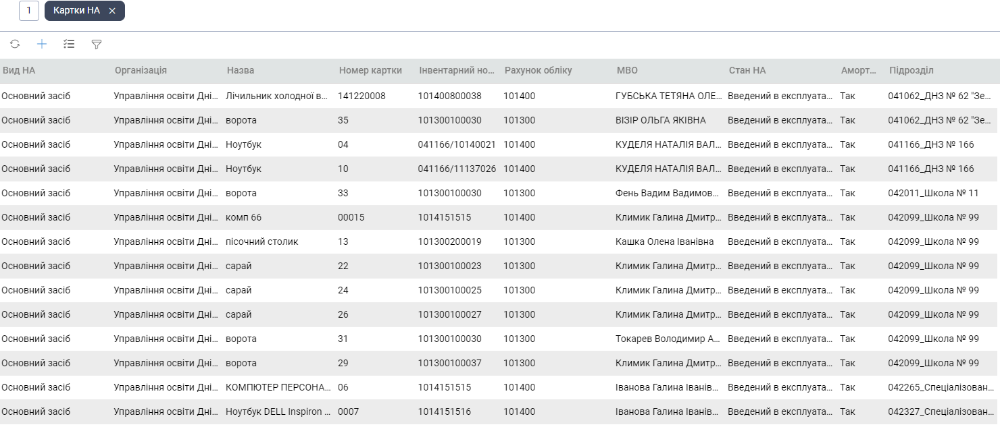 1 Картки НА
Вид НА Організація Назва Номер картки Інвентарний но... Рахунок обліку МВО Стан НА Аморт... Підрозділ
Основний засіб Управління освіти Дні... Лічильник холодної в... 141220008 101400800038 101400 ГУБСЬКА ТЕТЯНА ОЛЕ... Введений в експлуата... Так 041062_ДНЗ № 62 "Зе...
Основний засіб Управління освіти Дні... ворота 35 101300100030 101300 ВІЗІР ОЛЬГА ЯКІВНА Введений в експлуата... Так 041062_ДНЗ № 62 "Зе...
Основний засіб Управління освіти Дні... Ноутбук 04 041166/10140021 101400 КУДЕЛЯ НАТАЛІЯ ВАЛ... Введений в експлуата... Так 041166_ДНЗ № 166
Основний засіб Управління освіти Дні... Ноутбук 10 041166/11137026 101400 КУДЕЛЯ НАТАЛІЯ ВАЛ... Введений в експлуата... Так 041166_ДНЗ № 166
Основний засіб Управління освіти Дні... ворота 33 101300100030 101300 Фень Вадим Вадимов... Введений в експлуата... Так 042011_Школа № 11
Основний засіб Управління освіти Дні... комп 66 00015 1014151515 101400 Климик Галина Дмитр... Введений в експлуата... Так 042099_Школа № 99
Основний засіб Управління освіти Дні... пісочний столик 13 101300200019 101300 Кашка Олена Іванівна Введений в експлуата... Так 042099_Школа № 99
Основний засіб Управління освіти Дні... сарай 22 101300100023 101300 Климик Галина Дмитр... Введений в експлуата... Так 042099_Школа № 99
Основний засіб Управління освіти Дні... сарай 24 101300100025 101300 Климик Галина Дмитр... Введений в експлуата... Так 042099_Школа № 99
Основний засіб Управління освіти Дні... сарай 26 101300100027 101300 Климик Галина Дмитр... Введений в експлуата... Так 042099_Школа № 99
Основний засіб Управління освіти Дні... ворота 31 101300100030 101300 Токарев Володимир А... Введений в експлуата... Так 042099_Школа № 99
Основний засіб Управління освіти Дні... ворота 29 101300100037 101300 Климик Галина Дмитр... Введений в експлуата... Так 042099_Школа № 99
Основний засіб Управління освіти Дні... КОМПЮТЕР ПЕРСОНА... 06 1014151515 101400 Іванова Галина Іванів... Введений в експлуата... Так 042265_Спеціалізован...
Основний засіб Управління освіти Дні... Ноутбук DELL Inspiron ... 0007 1014151516 101400 Іванова Галина Іванів... Введений в експлуата... Так 042327_Спеціалізован...